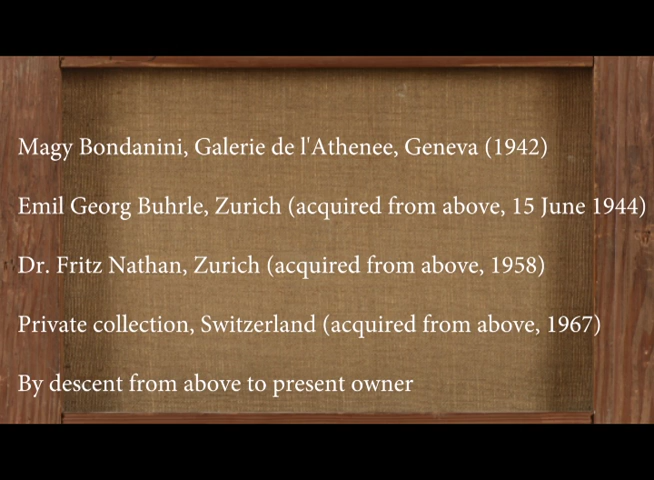 Magy Bondanini, Galerie de l'Athenee, Geneva (1942)
Emil Georg Buhrle, Zurich (acquired from above, 15 June 1944)
Dr. Fritz Nathan, Zurich (acquired from above, 1958)
Private collection, Switzerland (acquired from above, 1967)
By descent from above to present owner